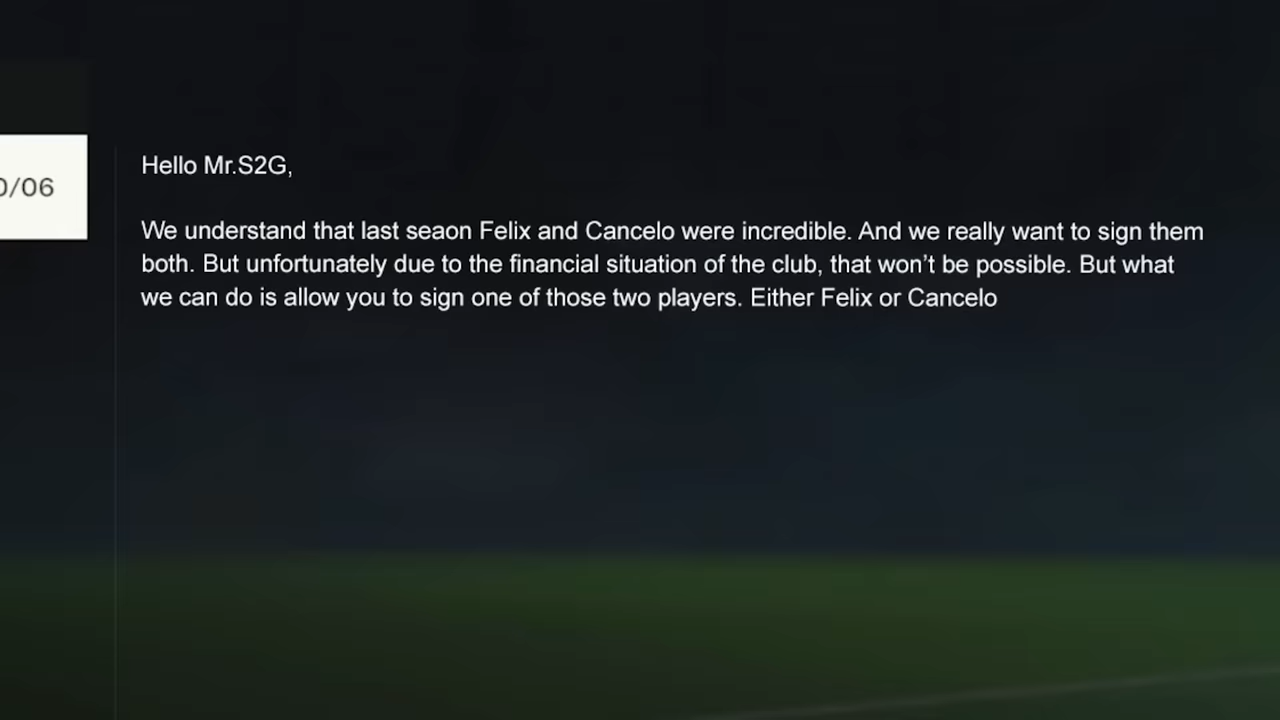 0/06
Hello Mr.S2G,
We understand that last seaon Felix and Cancelo were incredible. And we really want to sign them
both. But unfortunately due to the financial situation of the club, that won’t be possible. But what
we can do is allow you to sign one of those two players. Either Felix or Cancelo